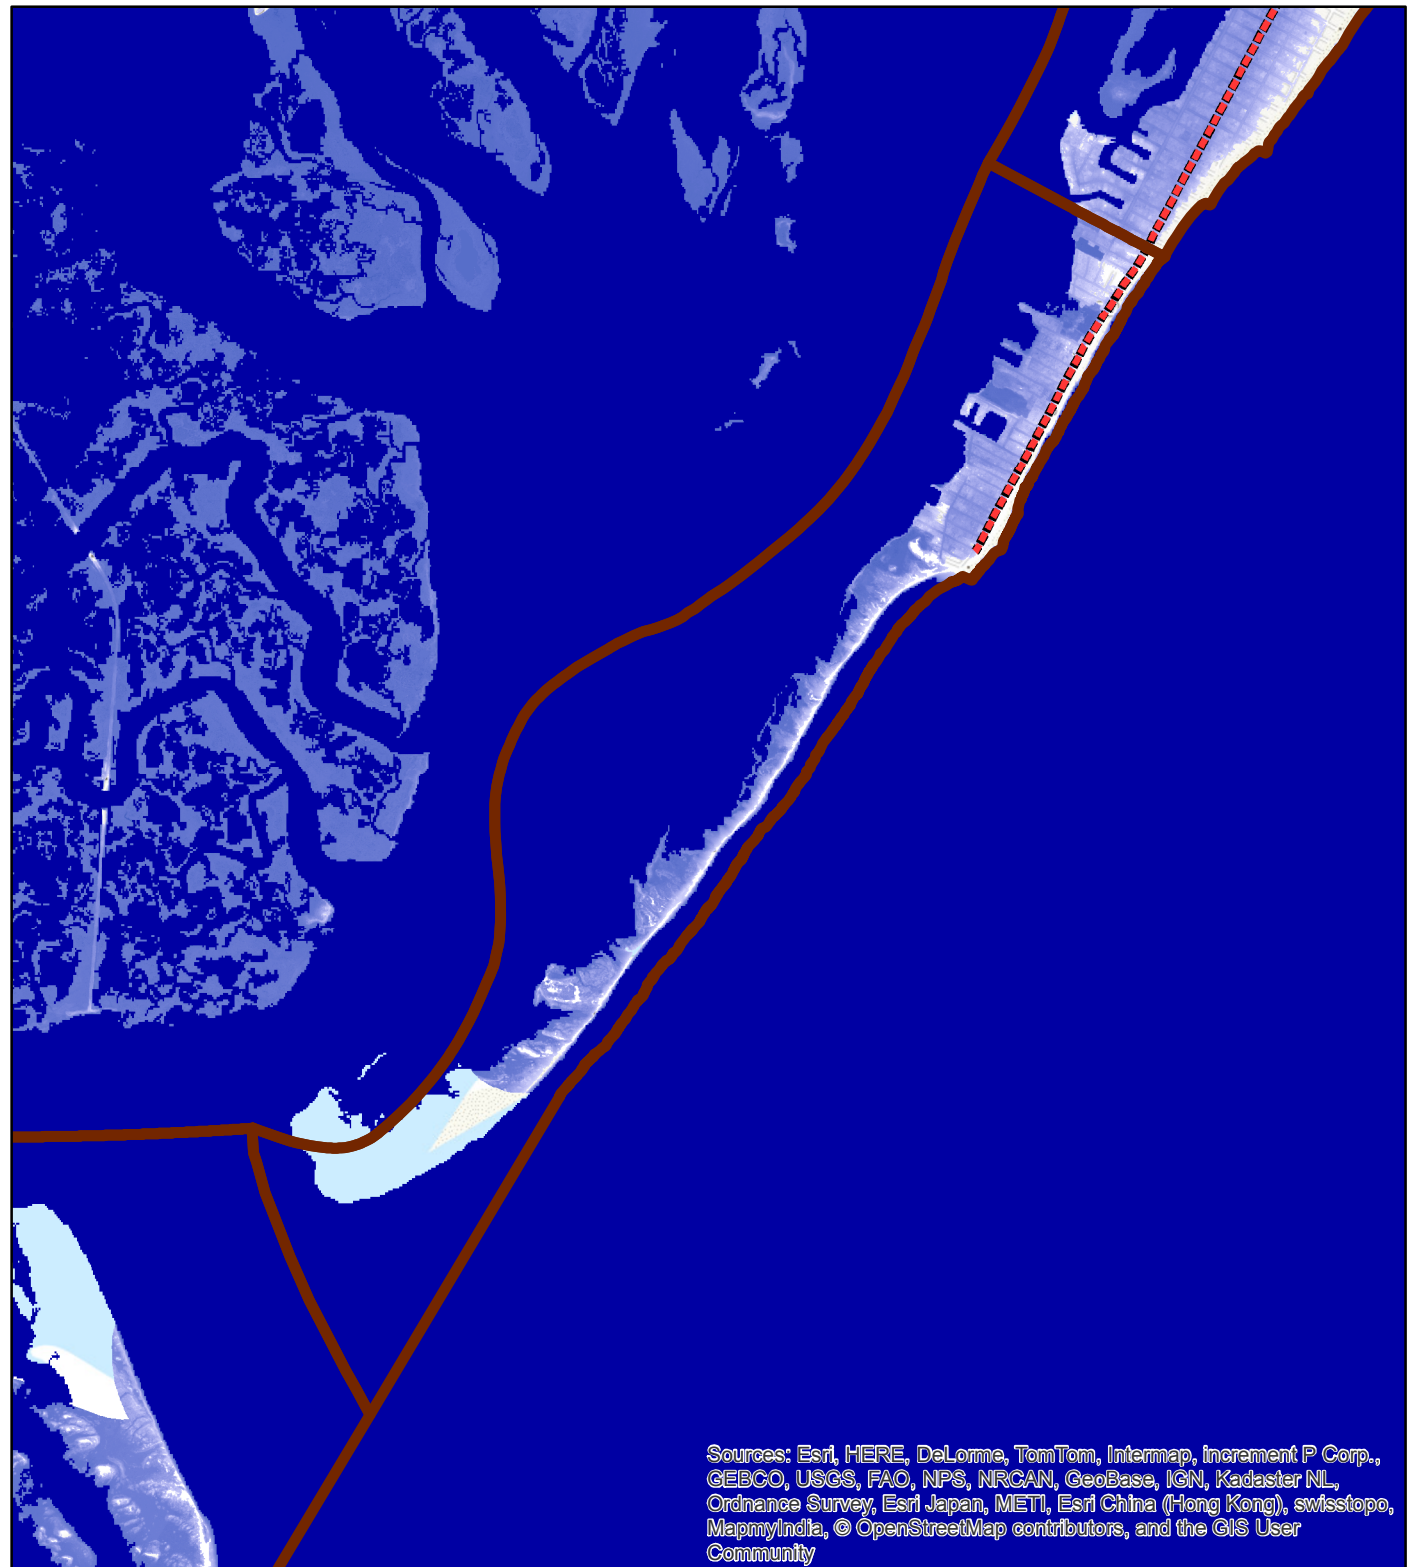 Sources: Esri, HERE, DeLorme, TomTom, Intermap, increment P Corp.,
GEBCO, USGS, FAO, NPS, NRCAN, GeoBase, IGN, Kadaster NL,
Ordnance Survey, Esri Japan, METI, Esri China (Hong Kong), swisstopo,
MapmyIndia, © OpenStreetMap contributors, and the GIS User
Community